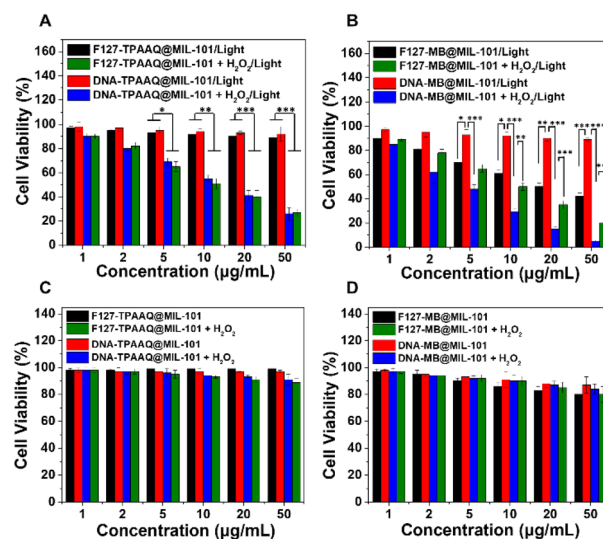 A
F127-TPAAQ@MIL-101/Light
F127-TPAAQ@MIL-101 + H₂O₂/Light
DNA-TPAAQ@MIL-101/Light
DNA-TPAAQ@MIL-101 + H₂O₂/Light
Cell Viability (%)
160
140
120
100
80
60
40
20
0
* ** *** ***
1 2 5 10 20 50
Concentration (μg/mL)
B
F127-MB@MIL-101/Light
F127-MB@MIL-101 + H₂O₂/Light
DNA-MB@MIL-101/Light
DNA-MB@MIL-101 + H₂O₂/Light
Cell Viability (%)
160
140
120
100
80
60
40
20
0
* *** * *** ** *** *** ***
** *** **
1 2 5 10 20 50
Concentration (μg/mL)
C
F127-TPAAQ@MIL-101
F127-TPAAQ@MIL-101 + H₂O₂
DNA-TPAAQ@MIL-101
DNA-TPAAQ@MIL-101 + H₂O₂
Cell Viability (%)
140
120
100
80
60
40
20
0
1 2 5 10 20 50
Concentration (μg/mL)
D
F127-MB@MIL-101
F127-MB@MIL-101 + H₂O₂
DNA-MB@MIL-101
DNA-MB@MIL-101 + H₂O₂
Cell Viability (%)
140
120
100
80
60
40
20
0
1 2 5 10 20 50
Concentration (μg/mL)